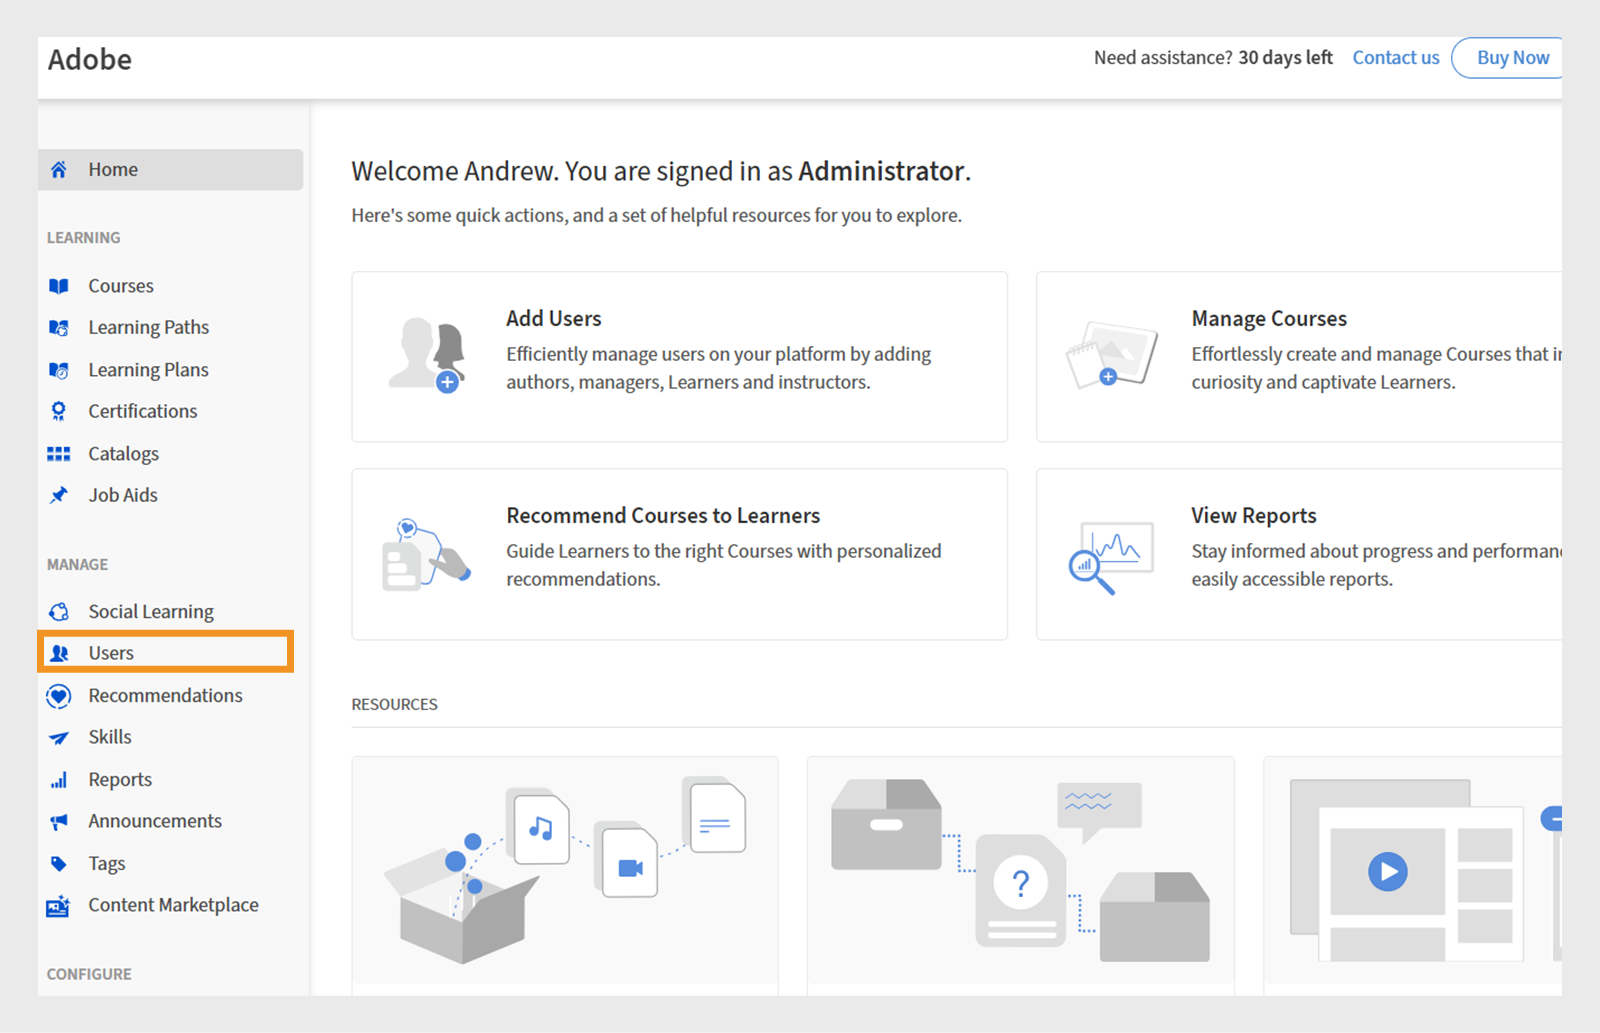 Adobe
Need assistance? 30 days left Contact us Buy Now
Home
LEARNING
Courses
Learning Paths
Learning Plans
Certifications
Catalogs
Job Aids
MANAGE
Social Learning
Users
Recommendations
Skills
Reports
Announcements
Tags
Content Marketplace
CONFIGURE
Welcome Andrew. You are signed in as Administrator.
Here's some quick actions, and a set of helpful resources for you to explore.
Add Users
Efficiently manage users on your platform by adding
authors, managers, Learners and instructors.
Manage Courses
Effortlessly create and manage Courses that
curiosity and captivate Learners.
Recommend Courses to Learners
Guide Learners to the right Courses with personalized
recommendations.
View Reports
Stay informed about progress and
easily accessible reports.
RESOURCES
?